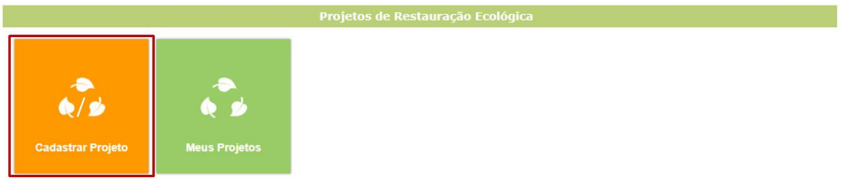 Projetos de Restauração Ecológica
Cadastrar Projeto
Meus Projetos